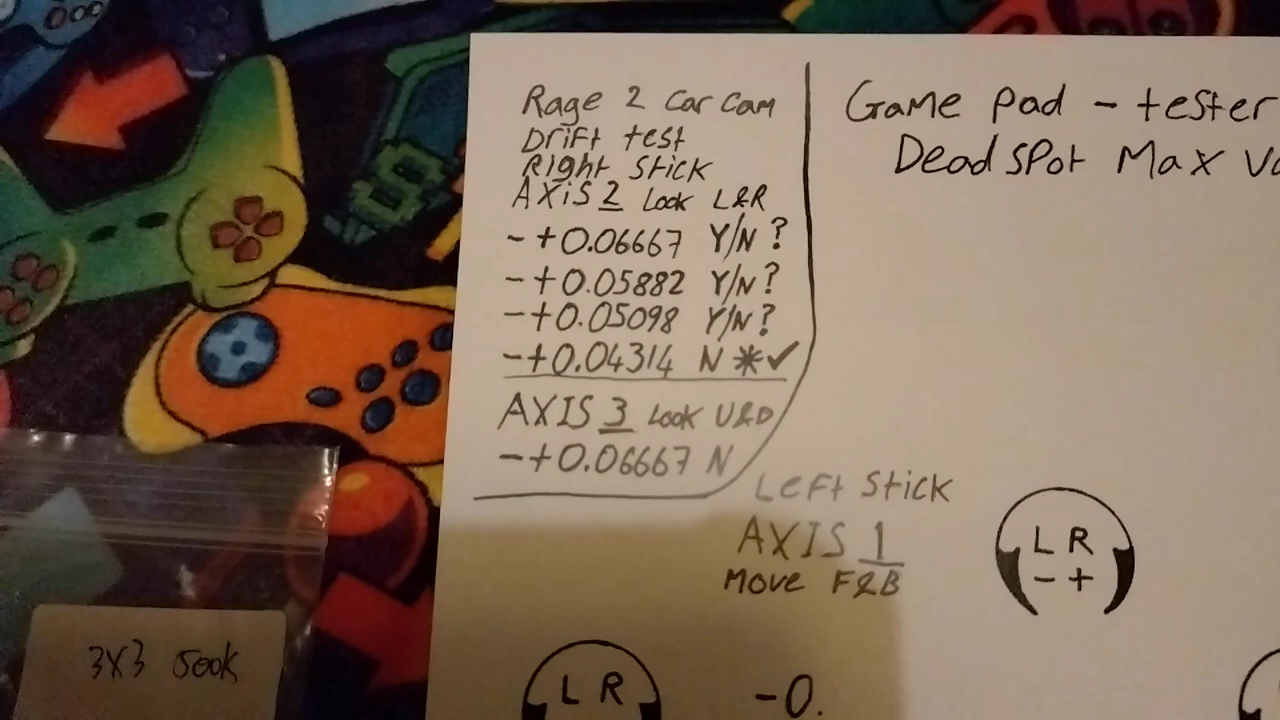 Rage 2 Car Cam
Drift test
Right Stick
AXiS 2 Look L&R
-+0.06667 Y/N ?
-+0.05882 Y/N?
-+0.05098 Y/N?
-+0.04314 N *✓
AXIS 3 Look U&D
-+0.06667 N
Game pad - tester
Dead SPot Max
Left Stick
AXIS 1
Move F&B
L R
- +
L R
-0.
3X3 500k